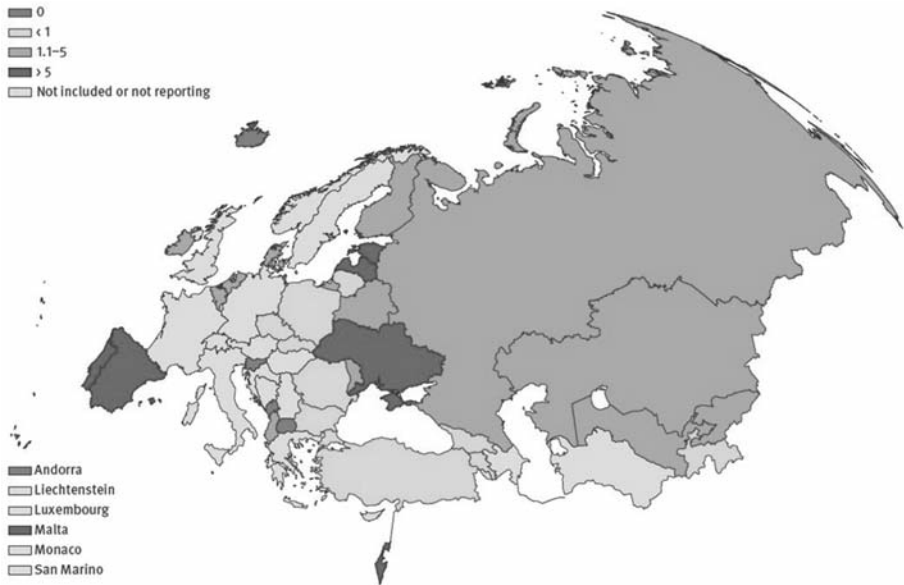 0
< 1
1.1–5
> 5
Not included or not reporting
Andorra
Liechtenstein
Luxembourg
Malta
Monaco
San Marino